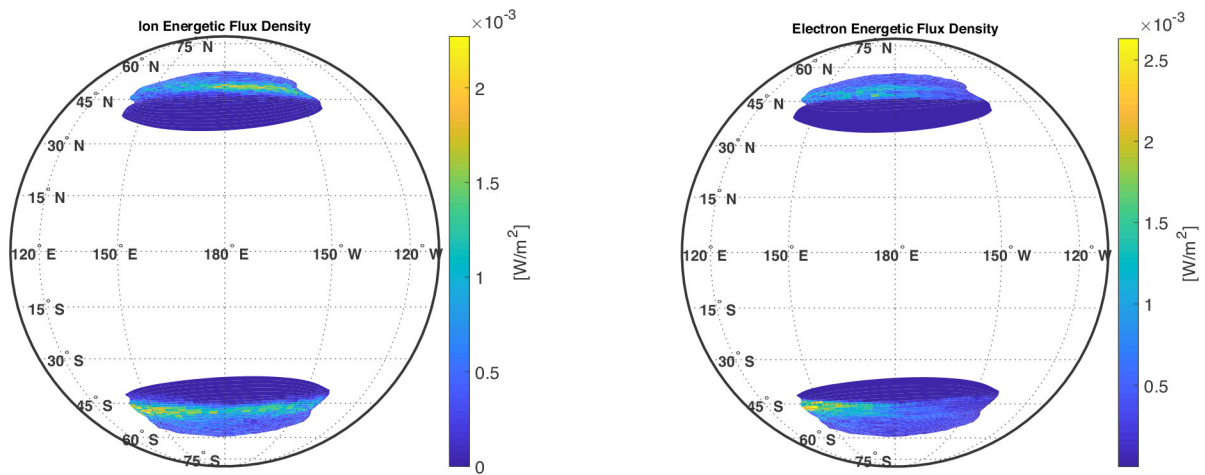 Ion Energetic Flux Density
×10⁻³
75° N
60° N
45° N
30° N
15° N
120° E 150° E 180° E 150° W 120° W
15° S
30° S
45° S
60° S
75° S
2
1.5
1
0.5
0
[W/m²]
Electron Energetic Flux Density
×10⁻³
75° N
60° N
45° N
30° N
15° N
120° E 150° E 180° E 150° W 120° W
15° S
30° S
45° S
60° S
75° S
2.5
2
1.5
1
0.5
[W/m²]